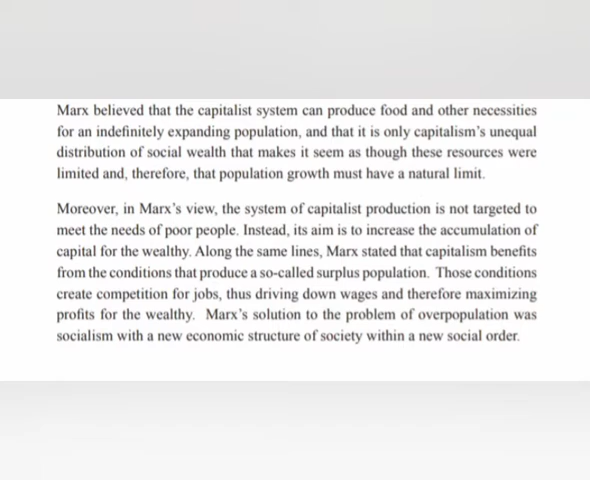 Marx believed that the capitalist system can produce food and other necessities
for an indefinitely expanding population, and that it is only capitalism's unequal
distribution of social wealth that makes it seem as though these resources were
limited and, therefore, that population growth must have a natural limit.
Moreover, in Marx's view, the system of capitalist production is not targeted to
meet the needs of poor people. Instead, its aim is to increase the accumulation of
capital for the wealthy. Along the same lines, Marx stated that capitalism benefits
from the conditions that produce a so-called surplus population. Those conditions
create competition for jobs, thus driving down wages and therefore maximizing
profits for the wealthy. Marx's solution to the problem of overpopulation was
socialism with a new economic structure of society within a new social order.